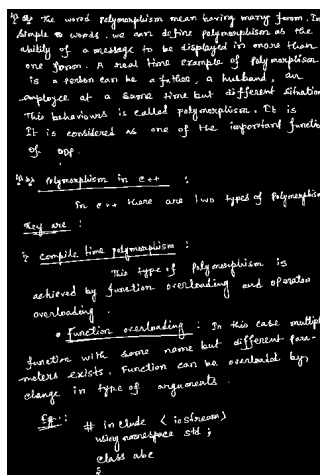 The word polymorphism mean having many form. In
simple words, we can define polymorphism as the
ability of a message to be displayed in more than
one form. A real time example of polymorphism
is a person can be a father, a husband, an
employee at a same time but different situation
This behaviours is called polymorphism. It is
It is considered as one of the important function
of OOP.
Polymorphism in C++ :
In C++ there are two types of Polymorphism
they are :
compile time polymorphism :
This type of Polymorphism is
achieved by function overloading and operator
overloading.
• function overloading : In this case multiple
function with same name but different para-
meters exists. Function can be overloaded by
change in type of arguments.
Eg. :
# include < iostream>
using namespace std ;
class abc
{